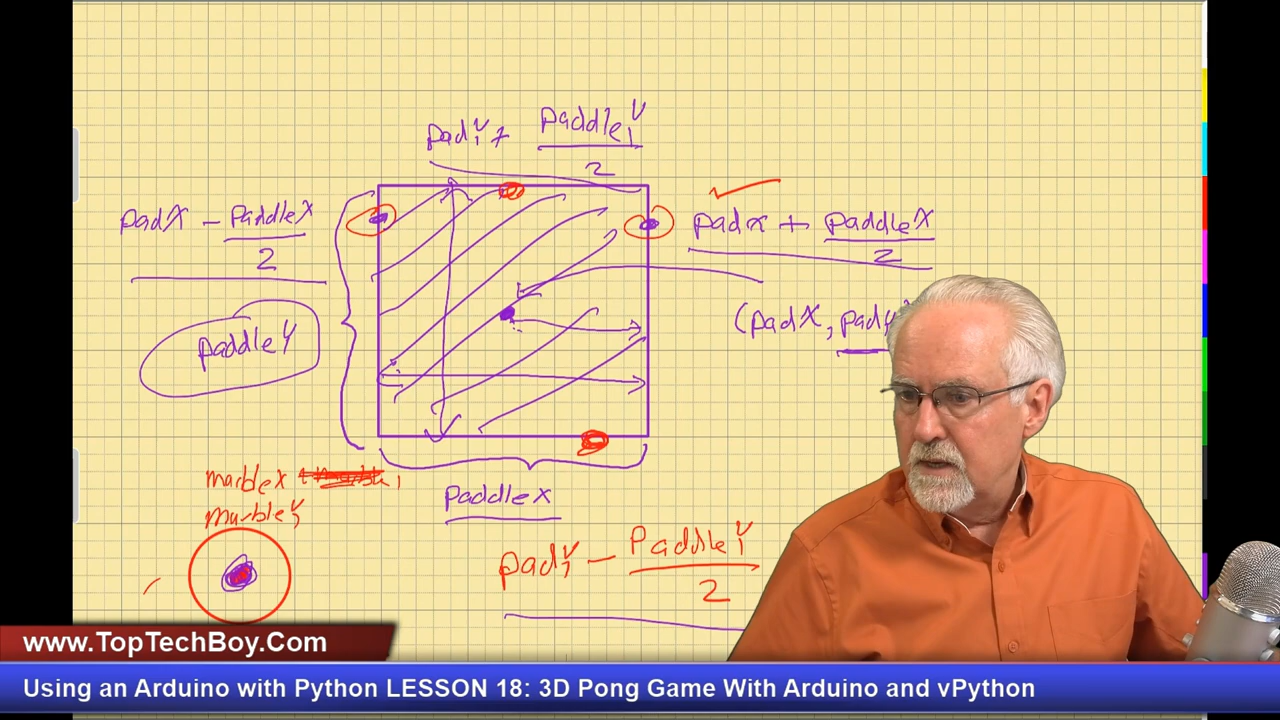 padY + paddleY
2
padX - PaddleX
2
padX + paddleX
2
(padX, padY
paddleY
marbleX
marbleY
PaddleX
padY - PaddleY
2
www.TopTechBoy.Com
Using an Arduino with Python LESSON 18: 3D Pong Game With Arduino and vPython